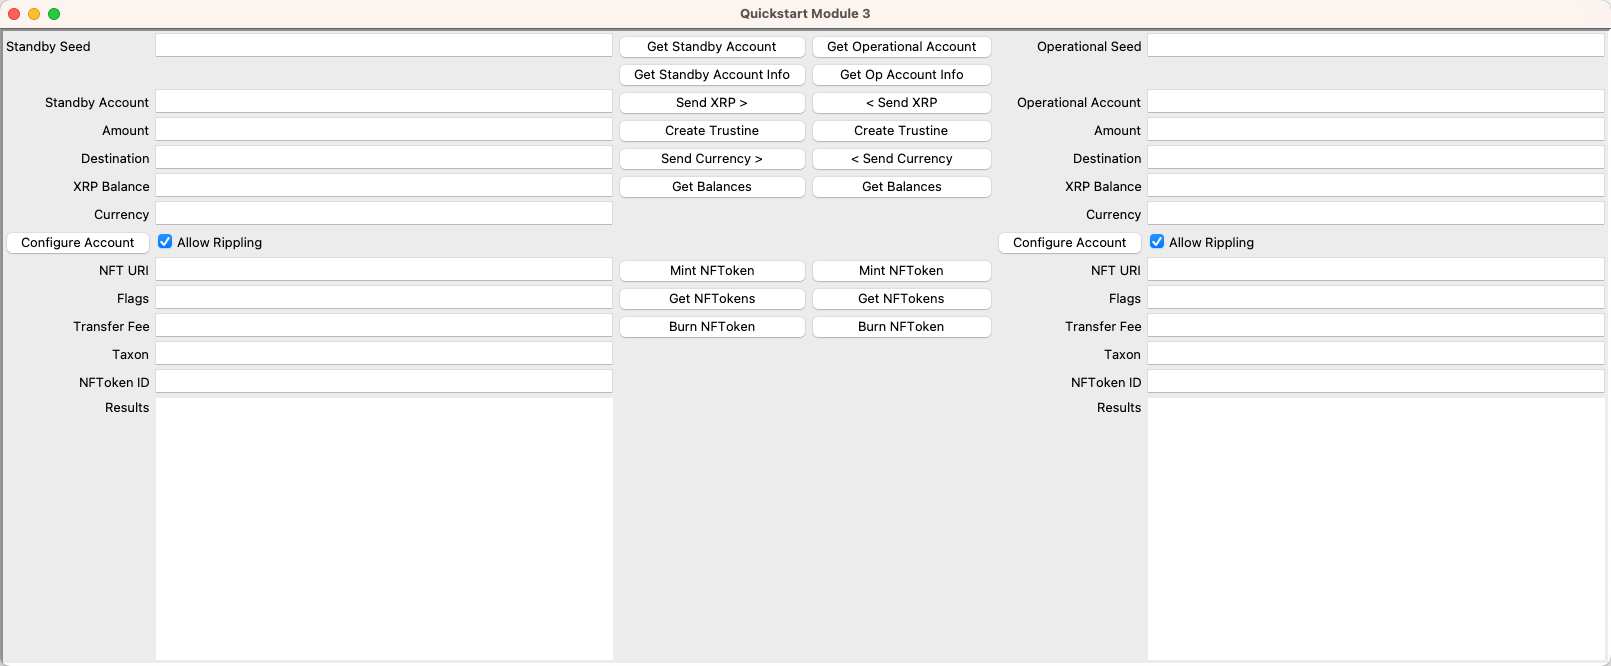 Quickstart Module 3
Standby Seed Get Standby Account Get Operational Account Operational Seed
Get Standby Account Info Get Op Account Info
Standby Account Send XRP > < Send XRP Operational Account
Amount Create Trustine Create Trustine Amount
Destination Send Currency > < Send Currency Destination
XRP Balance Get Balances Get Balances XRP Balance
Currency Currency
Configure Account Allow Rippling Configure Account Allow Rippling
NFT URI Mint NFToken Mint NFToken NFT URI
Flags Get NFTokens Get NFTokens Flags
Transfer Fee Burn NFToken Burn NFToken Transfer Fee
Taxon Taxon
NFToken ID NFToken ID
Results Results